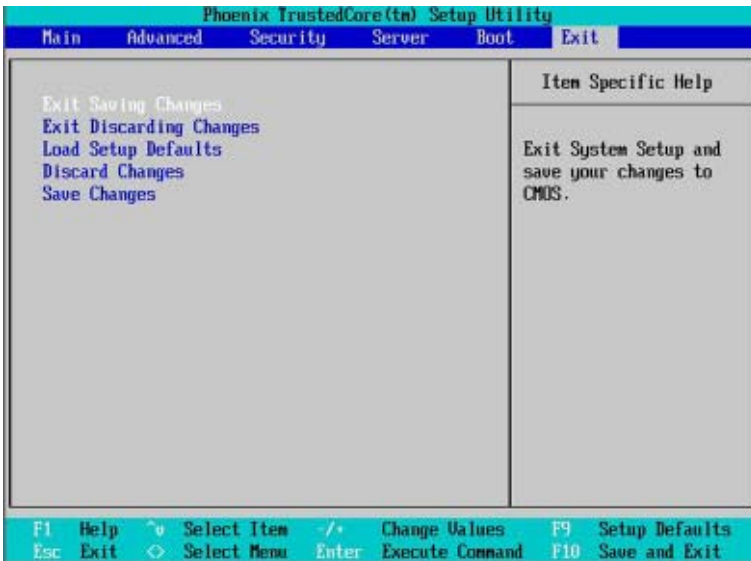 Phoenix TrustedCore(tm) Setup Utility
Main Advanced Security Server Boot Exit
Item Specific Help
Exit Saving Changes
Exit Discarding Changes
Load Setup Defaults
Discard Changes
Save Changes
Exit System Setup and
save your changes to
CMOS.
F1 Help ^v Select Item -/+ Change Values F9 Setup Defaults
Esc Exit <> Select Menu Enter Execute Command F10 Save and Exit